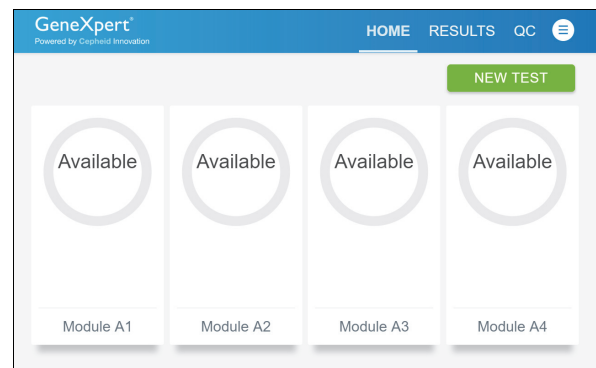 GeneXpert®
Powered by Cepheid Innovation
HOME RESULTS QC
NEW TEST
Available Available Available Available
Module A1 Module A2 Module A3 Module A4